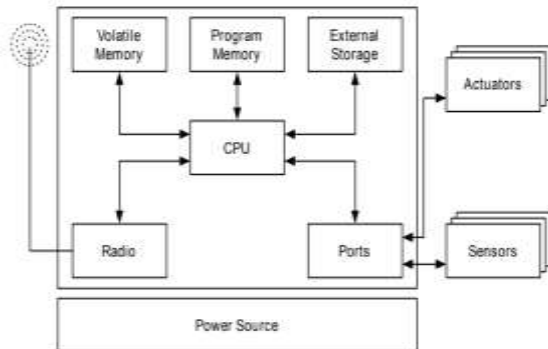 Volatile
Memory
Program
Memory
External
Storage
Actuators
CPU
Radio
Ports
Sensors
Power Source